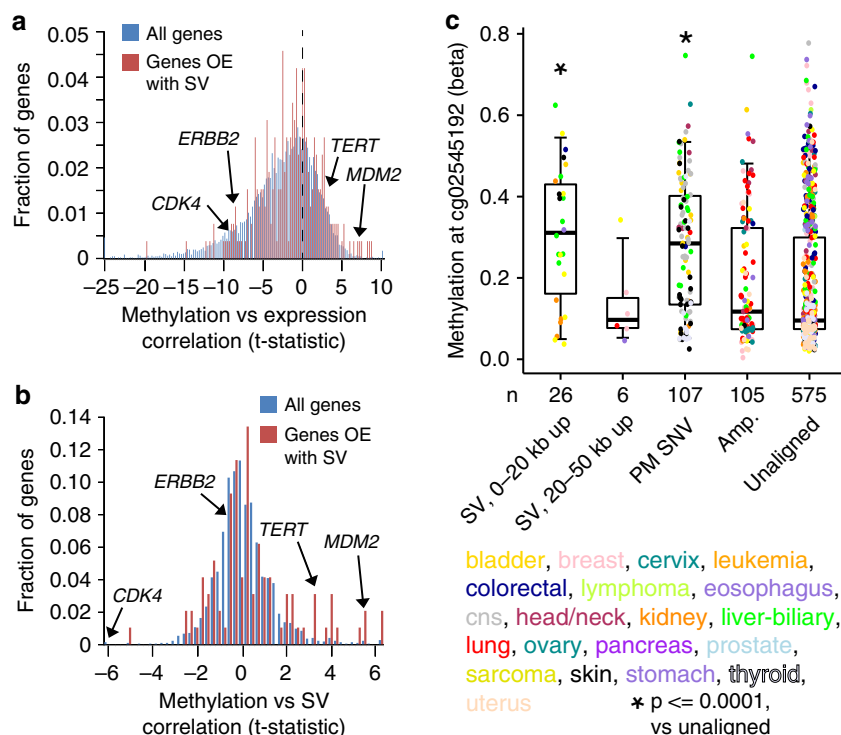 a
All genes
Genes OE
with SV
Fraction of genes
0.05
0.04
0.03
0.02
0.01
0
ERBB2
CDK4
TERT
MDM2
–25 –20 –15 –10 –5 0 5 10
Methylation vs expression
correlation (t-statistic)
b
All genes
Genes OE
with SV
Fraction of genes
0.14
0.12
0.10
0.08
0.06
0.04
0.02
0
ERBB2
TERT
MDM2
CDK4
–6 –4 –2 0 2 4 6
Methylation vs SV
correlation (t-statistic)
c
Methylation at cg02545192 (beta)
0.8
0.6
0.4
0.2
0.0
* *
n 26 6 107 105 575
SV, 0–20 kb up
SV, 20–50 kb up
PM SNV
Amp.
Unaligned
bladder, breast, cervix, leukemia,
colorectal, lymphoma, eosophagus,
cns, head/neck, kidney, liver-biliary,
lung, ovary, pancreas, prostate,
sarcoma, skin, stomach, thyroid,
uterus
* p <= 0.0001,
vs unaligned